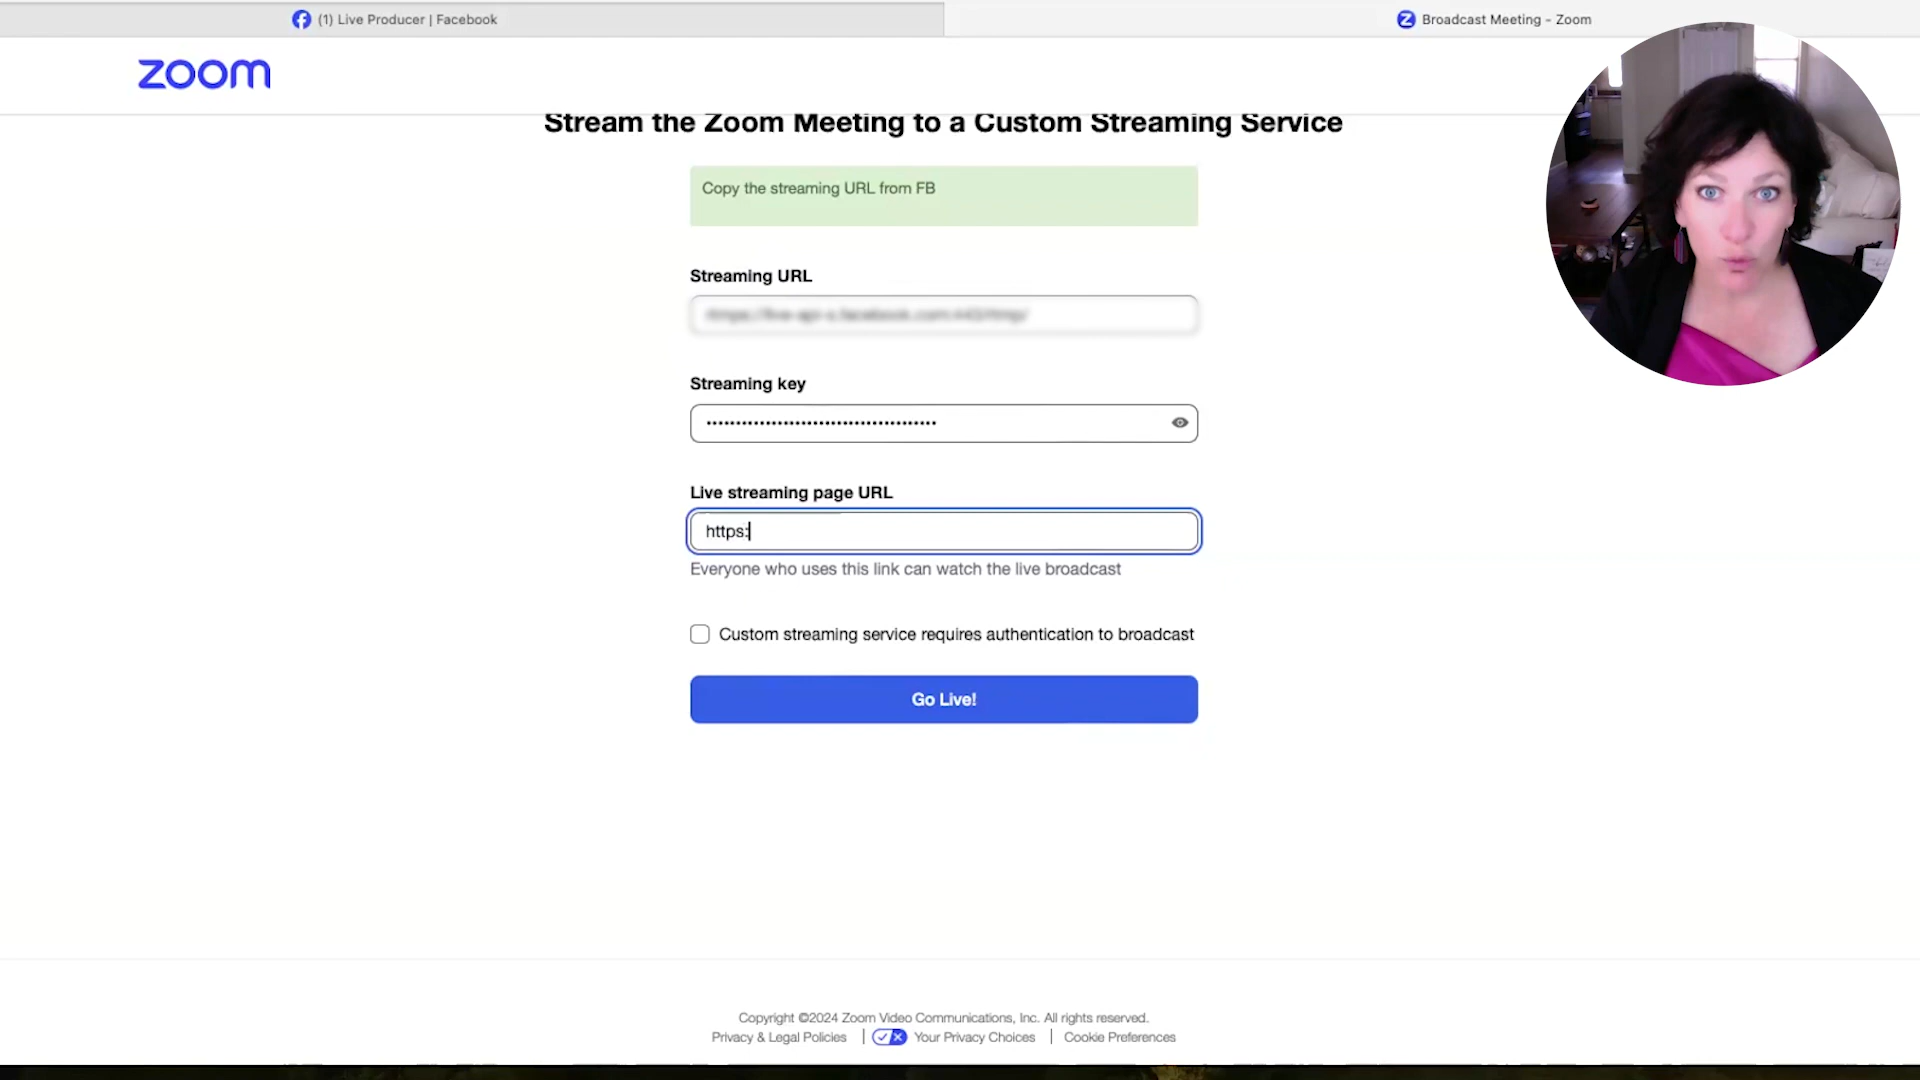 (1) Live Producer | Facebook
Broadcast Meeting - Zoom
zoom
Stream the Zoom Meeting to a Custom Streaming Service
Copy the streaming URL from FB
Streaming URL
Streaming key
Live streaming page URL
https:
Everyone who uses this link can watch the live broadcast
Custom streaming service requires authentication to broadcast
Go Live!
Copyright ©2024 Zoom Video Communications, Inc. All rights reserved.
Privacy & Legal Policies | Your Privacy Choices | Cookie Preferences